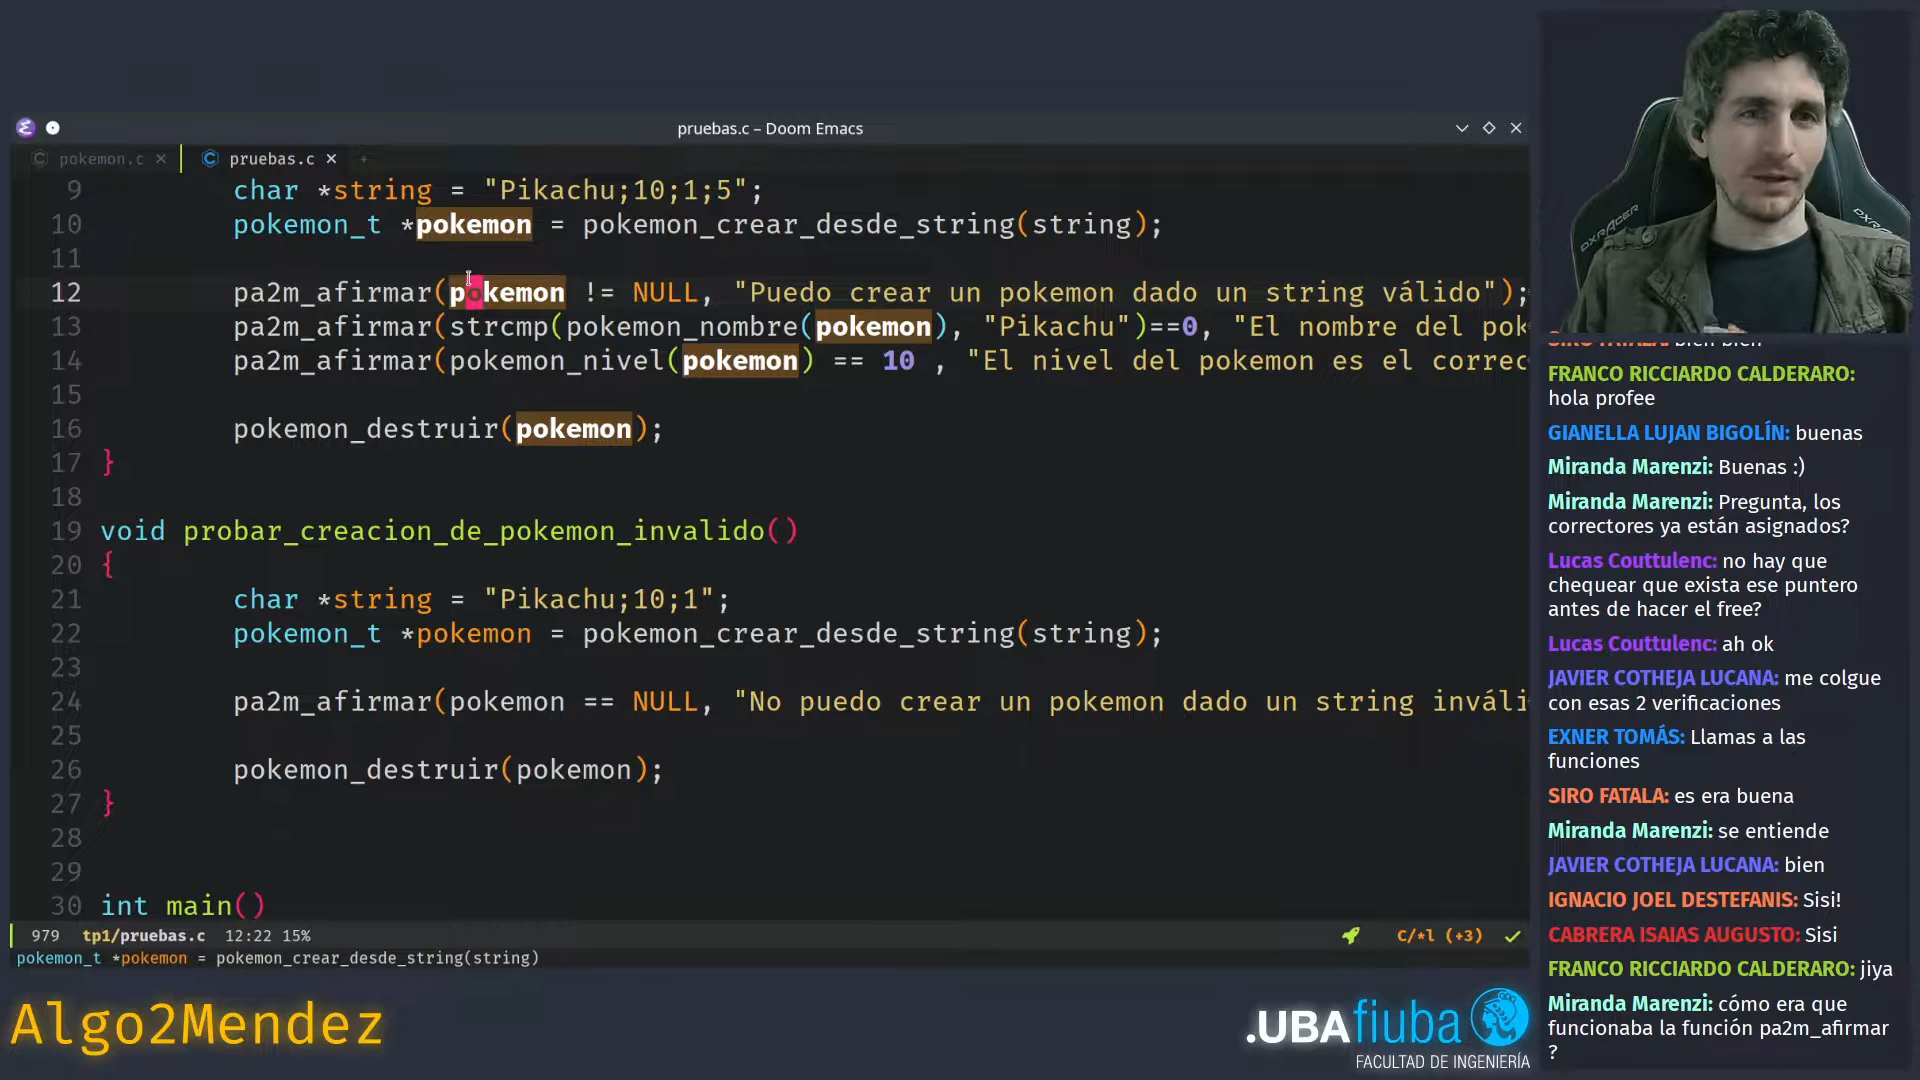 pruebas.c – Doom Emacs
pokemon.c
pruebas.c
9 char *string = "Pikachu;10;1;5";
10 pokemon_t *pokemon = pokemon_crear_desde_string(string);
11
12 pa2m_afirmar(pokemon != NULL, "Puedo crear un pokemon dado un string válido");
13 pa2m_afirmar(strcmp(pokemon_nombre(pokemon), "Pikachu")==0, "El nombre del pok
14 pa2m_afirmar(pokemon_nivel(pokemon) == 10 , "El nivel del pokemon es el correc
15
16 pokemon_destruir(pokemon);
17 }
18
19 void probar_creacion_de_pokemon_invalido()
20 {
21 char *string = "Pikachu;10;1";
22 pokemon_t *pokemon = pokemon_crear_desde_string(string);
23
24 pa2m_afirmar(pokemon == NULL, "No puedo crear un pokemon dado un string inváli
25
26 pokemon_destruir(pokemon);
27 }
28
29
30 int main()
979 tp1/pruebas.c 12:22 15% C/*l (+3)
pokemon_t *pokemon = pokemon_crear_desde_string(string)
Algo2Mendez
.UBAfiuba
FACULTAD DE INGENIERÍA
DXRACER
SIRO FATALA: bien bien
FRANCO RICCIARDO CALDERARO:
hola profee
GIANELLA LUJAN BIGOLÍN: buenas
Miranda Marenzi: Buenas :)
Miranda Marenzi: Pregunta, los
correctores ya están asignados?
Lucas Couttulenc: no hay que
chequear que exista ese puntero
antes de hacer el free?
Lucas Couttulenc: ah ok
JAVIER COTHEJA LUCANA: me colgue
con esas 2 verificaciones
EXNER TOMÁS: Llamas a las
funciones
SIRO FATALA: es era buena
Miranda Marenzi: se entiende
JAVIER COTHEJA LUCANA: bien
IGNACIO JOEL DESTEFANIS: Sisi!
CABRERA ISAIAS AUGUSTO: Sisi
FRANCO RICCIARDO CALDERARO: jiya
Miranda Marenzi: cómo era que
funcionaba la función pa2m_afirmar
?